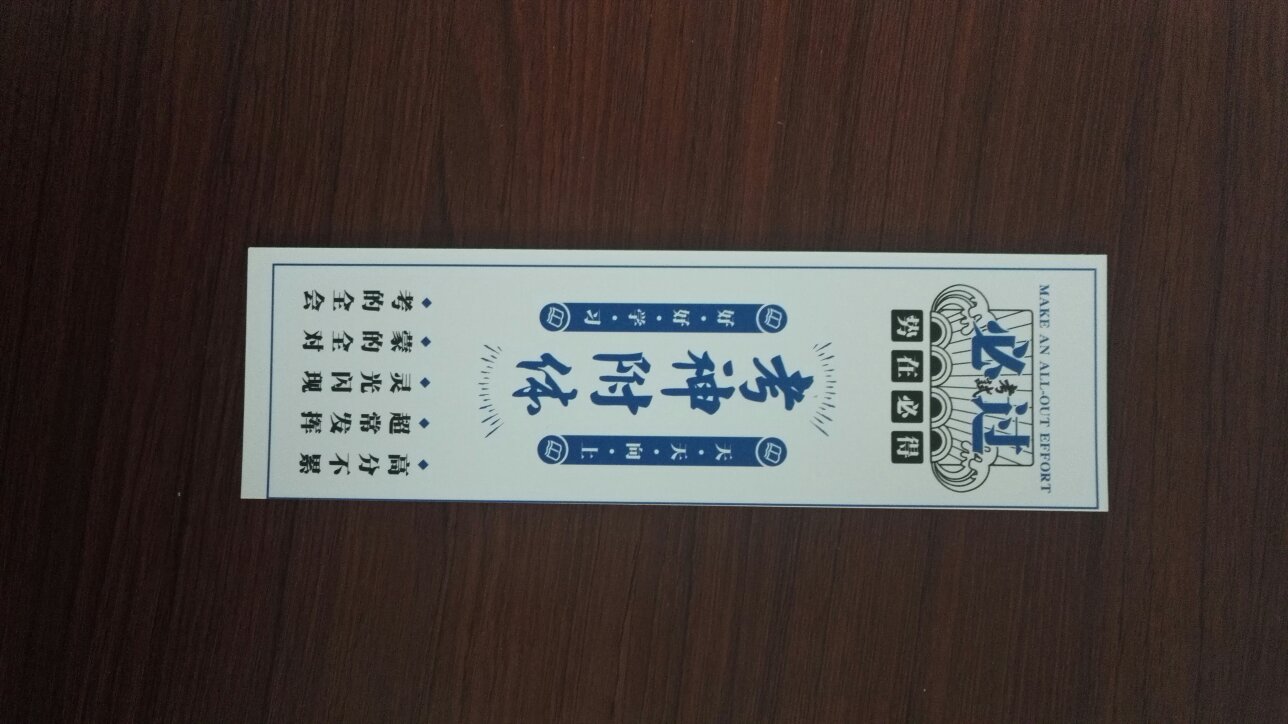 MAKE AN ALL-OUT EFFORT
必过
考试
势在必得
好·好·学·习
考神附体
天·天·向·上
考的全会
蒙的全对
灵光闪现
超常发挥
高分不累